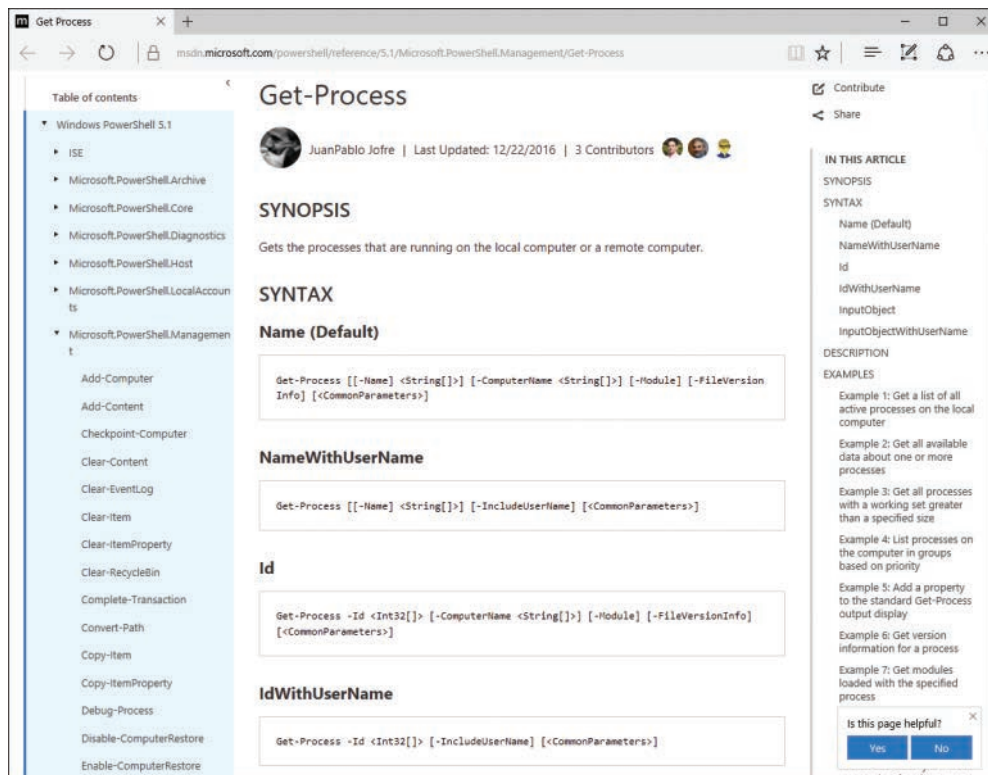 m Get Process
msdn.microsoft.com/powershell/reference/5.1/Microsoft.PowerShell.Management/Get-Process
Table of contents
Windows PowerShell 5.1
ISE
Microsoft.PowerShell.Archive
Microsoft.PowerShell.Core
Microsoft.PowerShell.Diagnostics
Microsoft.PowerShell.Host
Microsoft.PowerShell.LocalAccoun
ts
Microsoft.PowerShell.Managemen
t
Add-Computer
Add-Content
Checkpoint-Computer
Clear-Content
Clear-EventLog
Clear-Item
Clear-ItemProperty
Clear-RecycleBin
Complete-Transaction
Convert-Path
Copy-Item
Copy-ItemProperty
Debug-Process
Disable-ComputerRestore
Enable-ComputerRestore
Get-Process
JuanPablo Jofre | Last Updated: 12/22/2016 | 3 Contributors
SYNOPSIS
Gets the processes that are running on the local computer or a remote computer.
SYNTAX
Name (Default)
Get-Process [[-Name] <String[]>] [-ComputerName <String[]>] [-Module] [-FileVersion
Info] [<CommonParameters>]
NameWithUserName
Get-Process [[-Name] <String[]>] [-IncludeUserName] [<CommonParameters>]
Id
Get-Process -Id <Int32[]> [-ComputerName <String[]>] [-Module] [-FileVersionInfo]
[<CommonParameters>]
IdWithUserName
Get-Process -Id <Int32[]> [-IncludeUserName] [<CommonParameters>]
Contribute
Share
IN THIS ARTICLE
SYNOPSIS
SYNTAX
Name (Default)
NameWithUserName
Id
IdWithUserName
InputObject
InputObjectWithUserName
DESCRIPTION
EXAMPLES
Example 1: Get a list of all
active processes on the local
computer
Example 2: Get all available
data about one or more
processes
Example 3: Get all processes
with a working set greater
than a specified size
Example 4: List processes on
the computer in groups
based on priority
Example 5: Add a property
to the standard Get-Process
output display
Example 6: Get version
information for a process
Example 7: Get modules
loaded with the specified
process
Is this page helpful?
Yes No